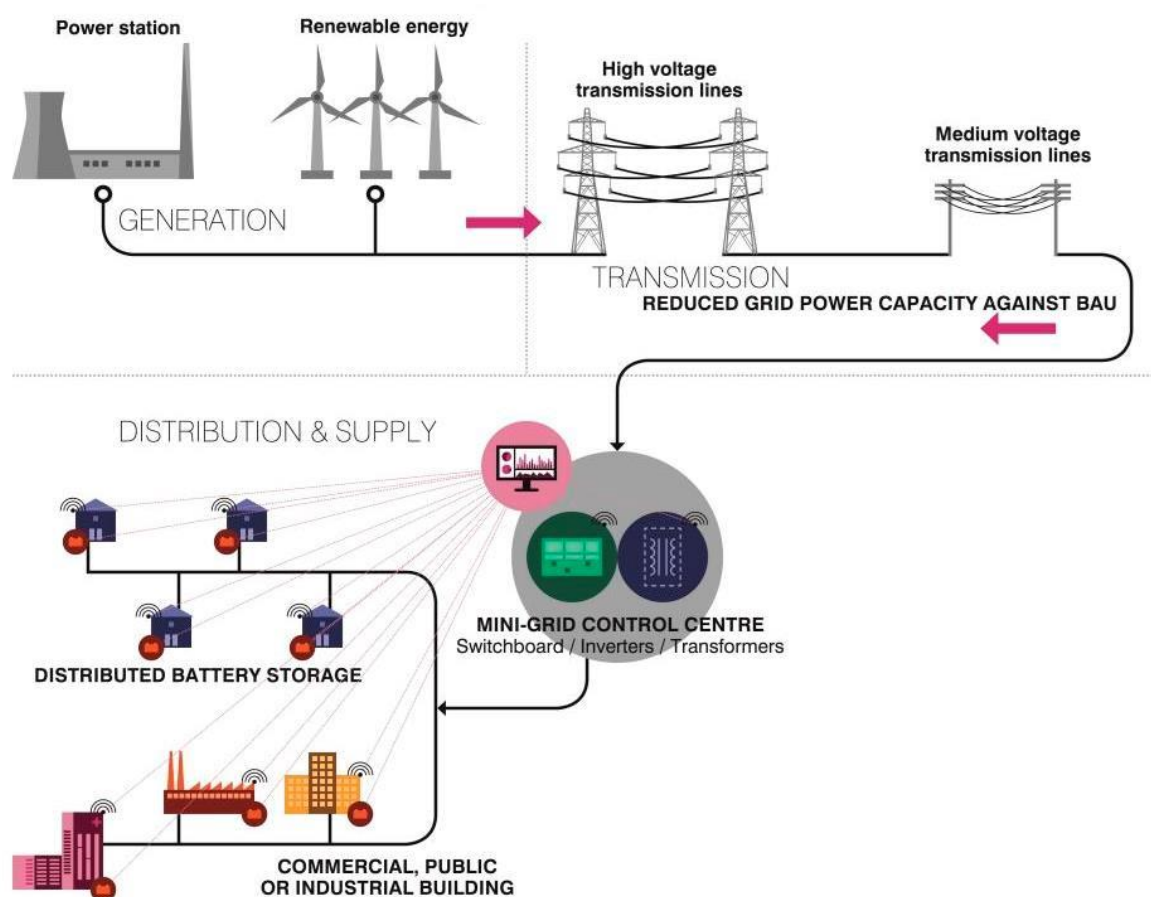 Power station
Renewable energy
High voltage
transmission lines
Medium voltage
transmission lines
GENERATION
TRANSMISSION
REDUCED GRID POWER CAPACITY AGAINST BAU
DISTRIBUTION & SUPPLY
MINI-GRID CONTROL CENTRE
Switchboard / Inverters / Transformers
DISTRIBUTED BATTERY STORAGE
COMMERCIAL, PUBLIC
OR INDUSTRIAL BUILDING